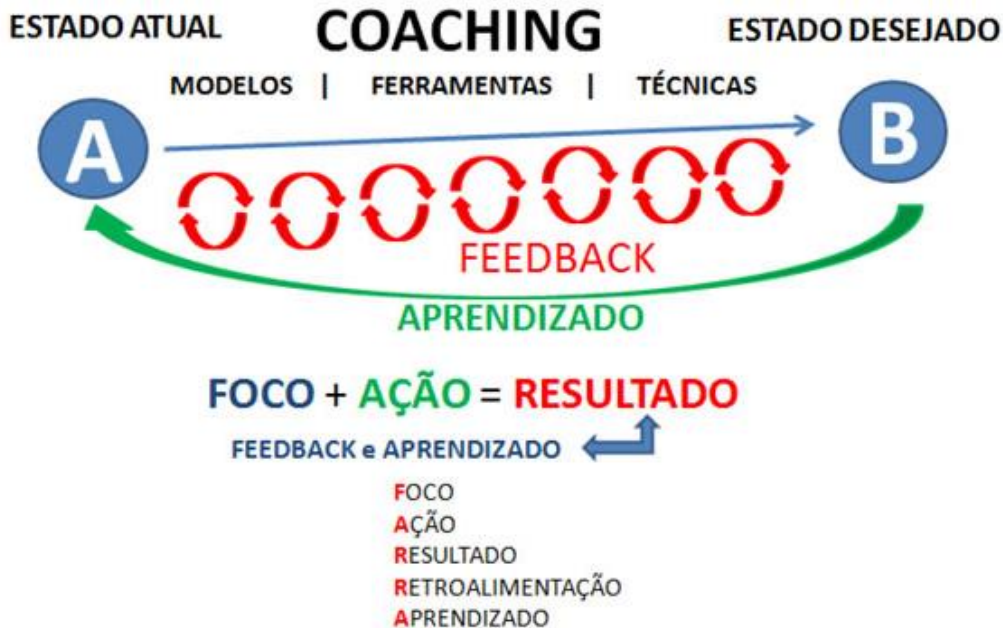 ESTADO ATUAL COACHING ESTADO DESEJADO
MODELOS | FERRAMENTAS | TÉCNICAS
A B
FEEDBACK
APRENDIZADO
FOCO + AÇÃO = RESULTADO
FEEDBACK e APRENDIZADO
FOCO
AÇÃO
RESULTADO
RETROALIMENTAÇÃO
APRENDIZADO